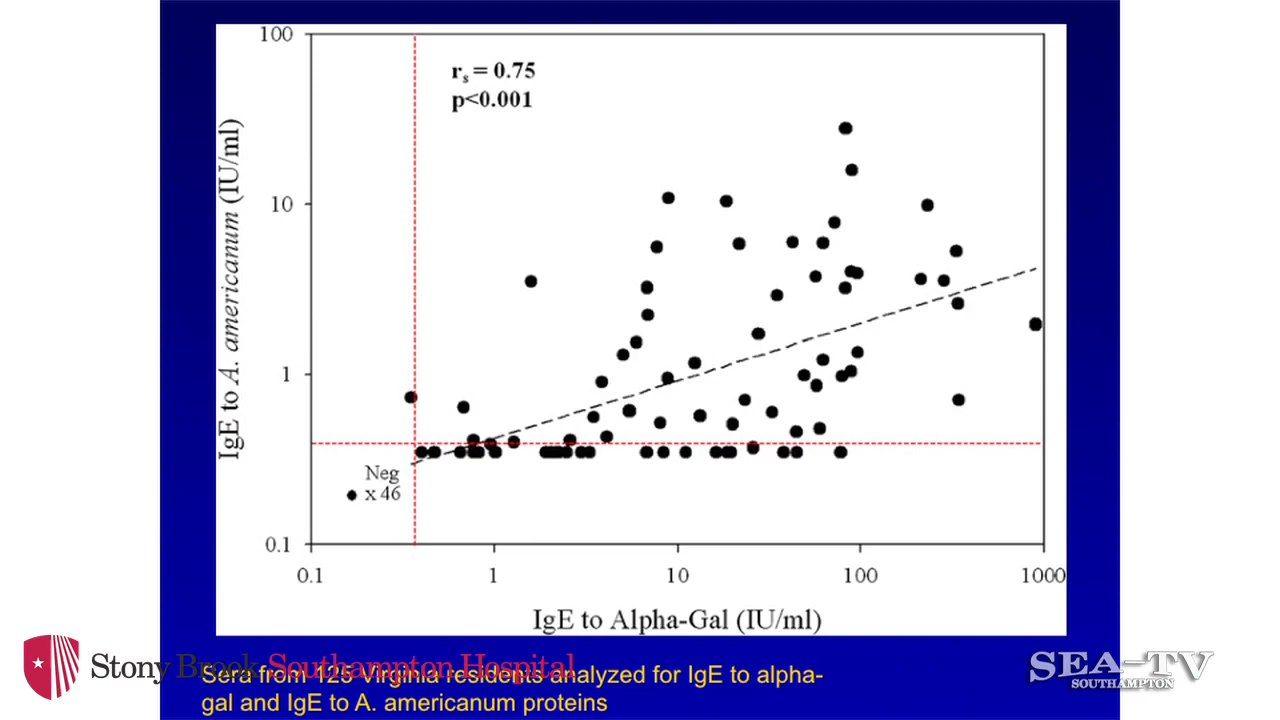 100
r_s = 0.75
p<0.001
IgE to A. americanum (IU/ml)
10
1
Neg
x 46
0.1
0.1 1 10 100 1000
IgE to Alpha-Gal (IU/ml)
Stony Brook Southampton Hospital
SEA-TV
SOUTHAMPTON
Sera from 125 Virginia residents analyzed for IgE to alpha-
gal and IgE to A. americanum proteins